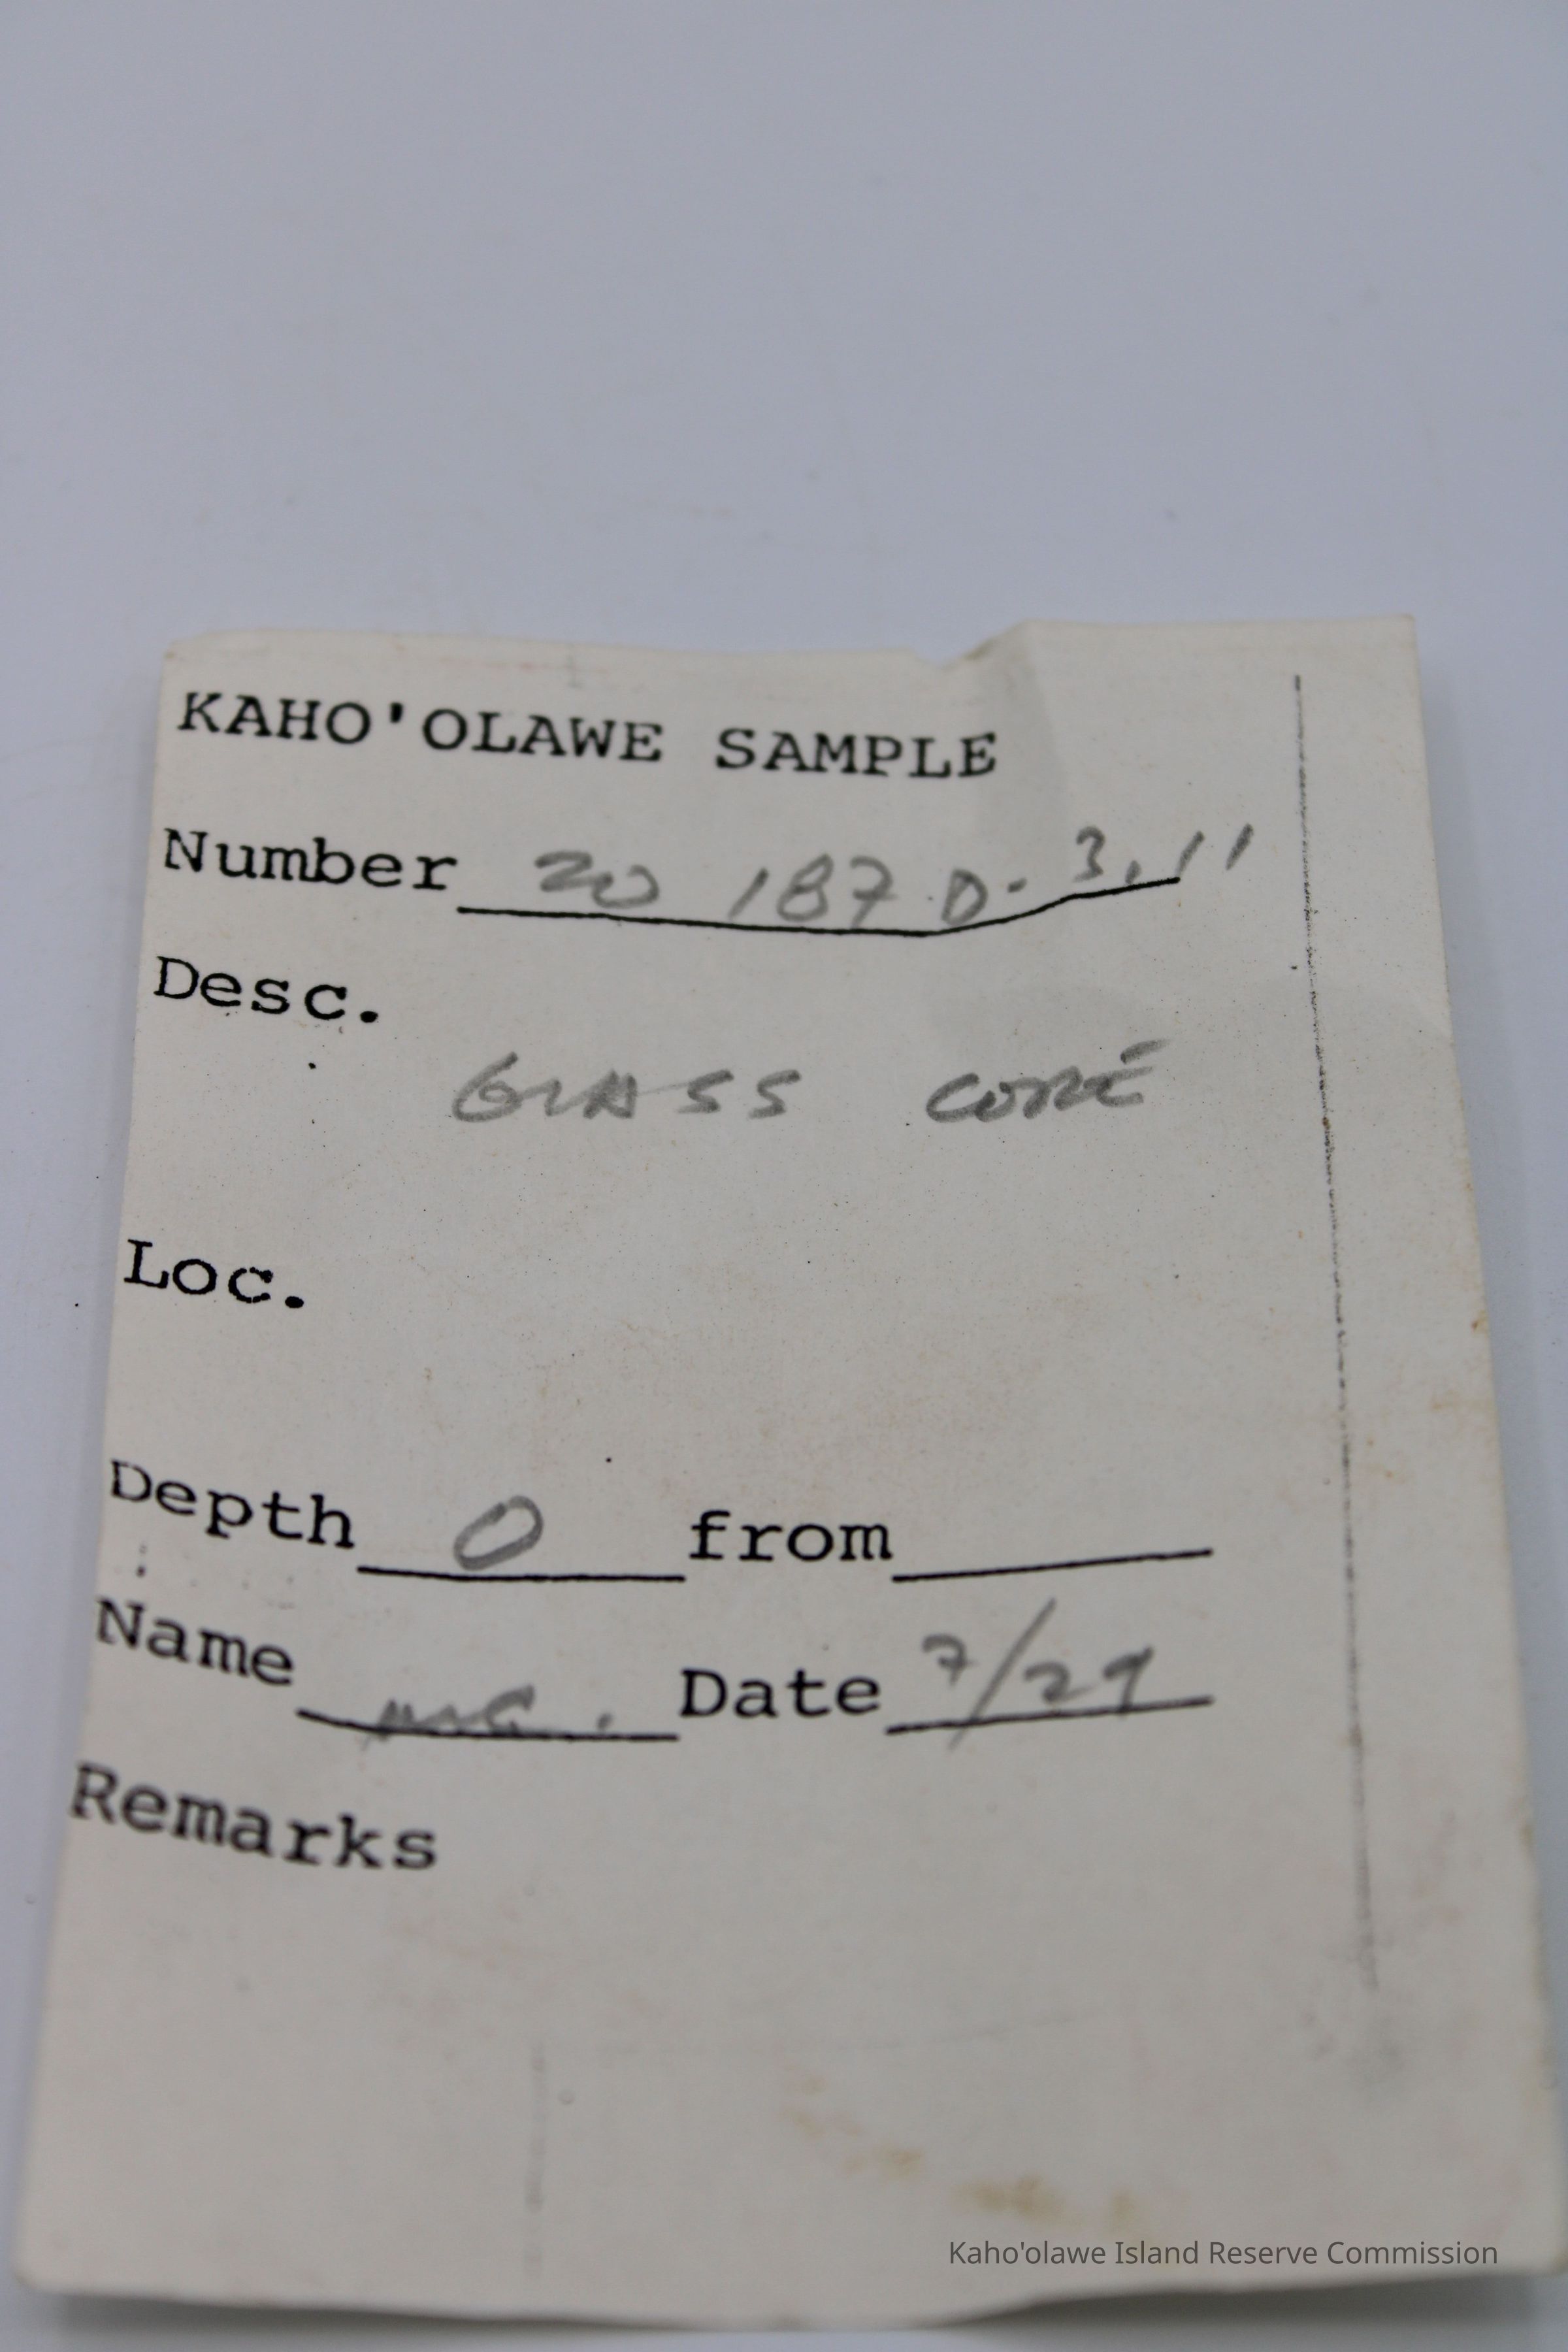 KAHO'OLAWE SAMPLE
Number 20 187 D. 3, 11
Desc.
GLASS CORE
Loc.
Depth 0 from
Name Date 7/29
Remarks
Kaho'olawe Island Reserve Commission